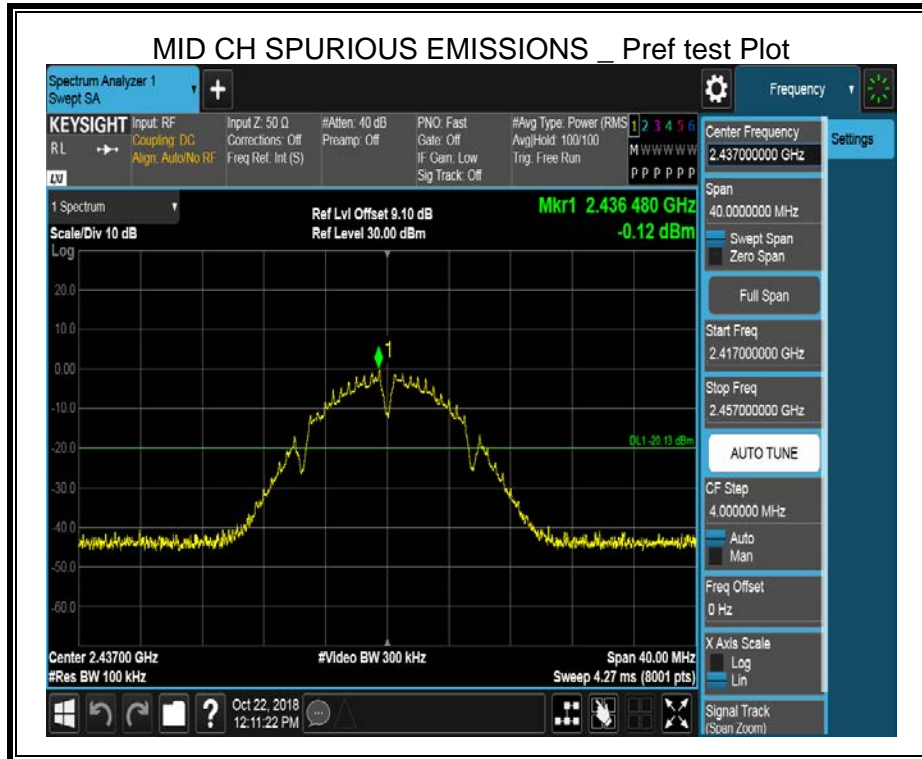 MID CH SPURIOUS EMISSIONS _ Pref test Plot
Spectrum Analyzer 1
Swept SA
+
Frequency
KEYSIGHT
RL
LXI
Input: RF
Coupling: DC
Align: Auto/No RF
Input Z: 50 Ω
Corrections: Off
Freq Ref: Int (S)
#Atten: 40 dB
Preamp: Off
PNO: Fast
Gate: Off
IF Gain: Low
Sig Track: Off
#Avg Type: Power (RMS
Avg|Hold: 100/100
Trig: Free Run
1 2 3 4 5 6
M W W W W W
P P P P P P
Center Frequency
2.437000000 GHz
Settings
1 Spectrum
Scale/Div 10 dB
Ref Lvl Offset 9.10 dB
Ref Level 30.00 dBm
Mkr1 2.436 480 GHz
-0.12 dBm
Log
20.0
10.0
0.00
-10.0
-20.0
-30.0
-40.0
-50.0
-60.0
1
DL1 -20.13 dBm
Center 2.43700 GHz
#Res BW 100 kHz
#Video BW 300 kHz
Span 40.00 MHz
Sweep 4.27 ms (8001 pts)
Span
40.0000000 MHz
Swept Span
Zero Span
Full Span
Start Freq
2.417000000 GHz
Stop Freq
2.457000000 GHz
AUTO TUNE
CF Step
4.000000 MHz
Auto
Man
Freq Offset
0 Hz
X Axis Scale
Log
Lin
Signal Track
(Span Zoom)
?
Oct 22, 2018
12:11:22 PM